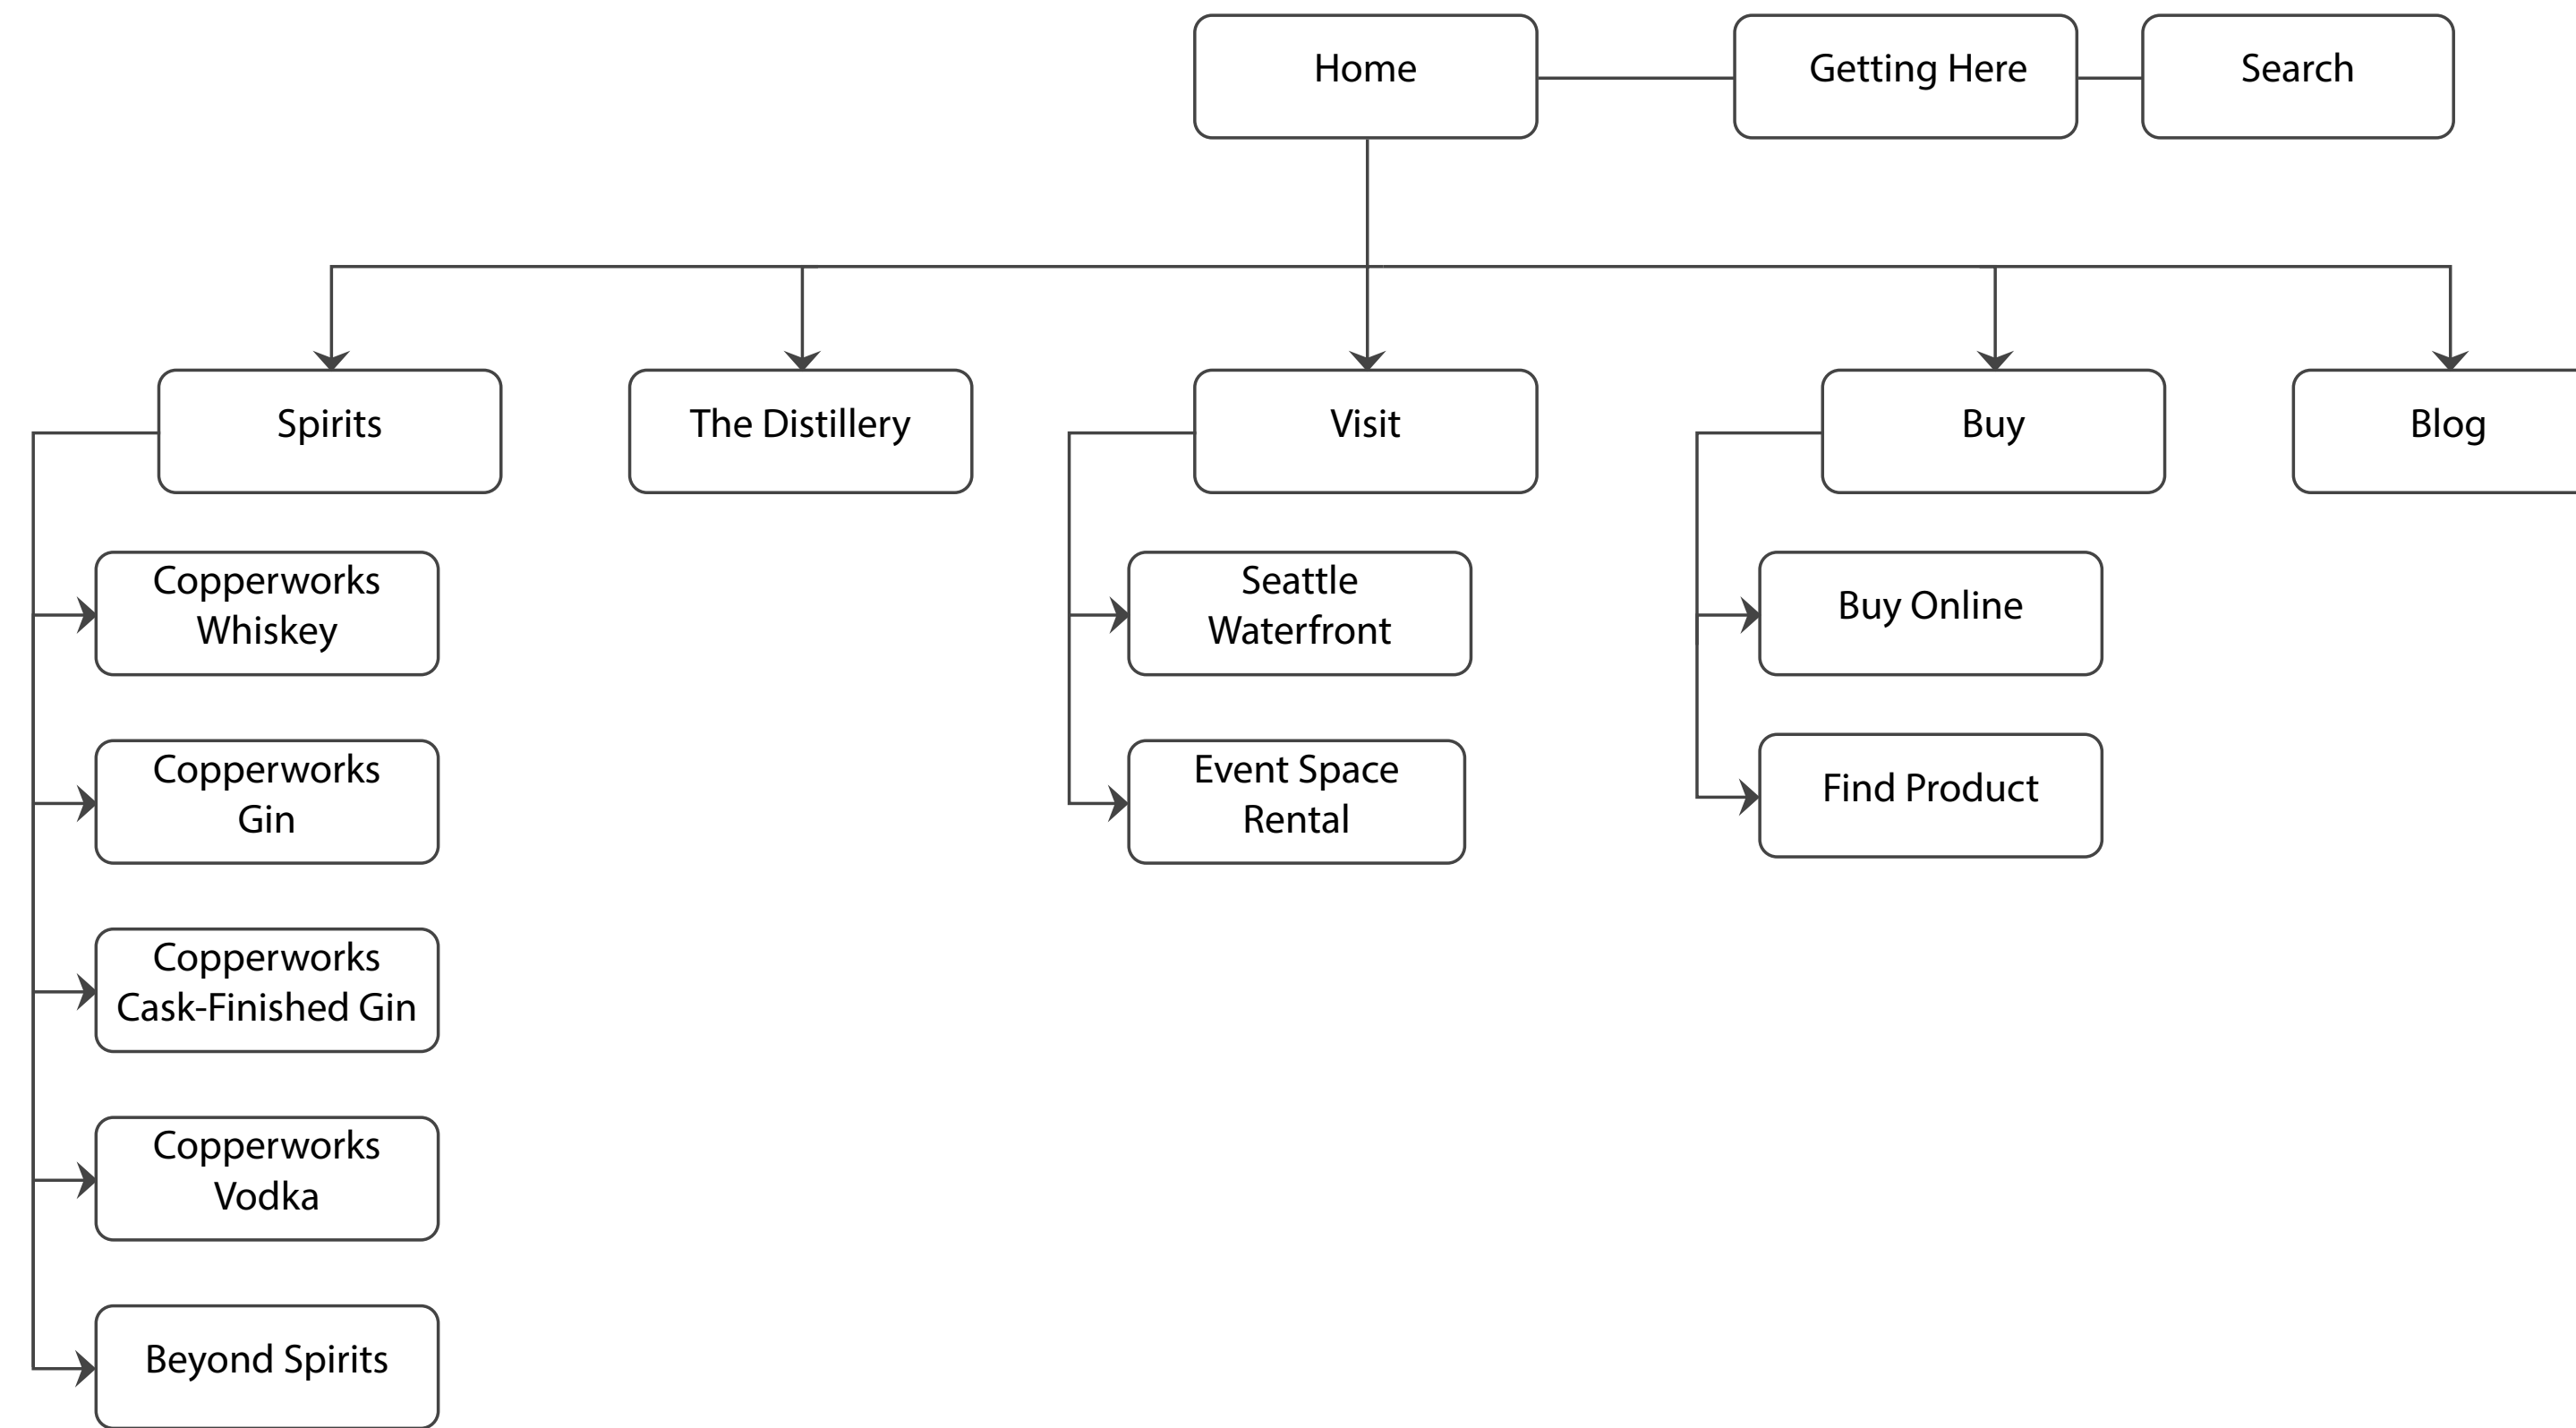 Home
Getting Here
Search
Spirits
The Distillery
Visit
Buy
Blog
Copperworks
Whiskey
Copperworks
Gin
Copperworks
Cask-Finished Gin
Copperworks
Vodka
Beyond Spirits
Seattle
Waterfront
Event Space
Rental
Buy Online
Find Product